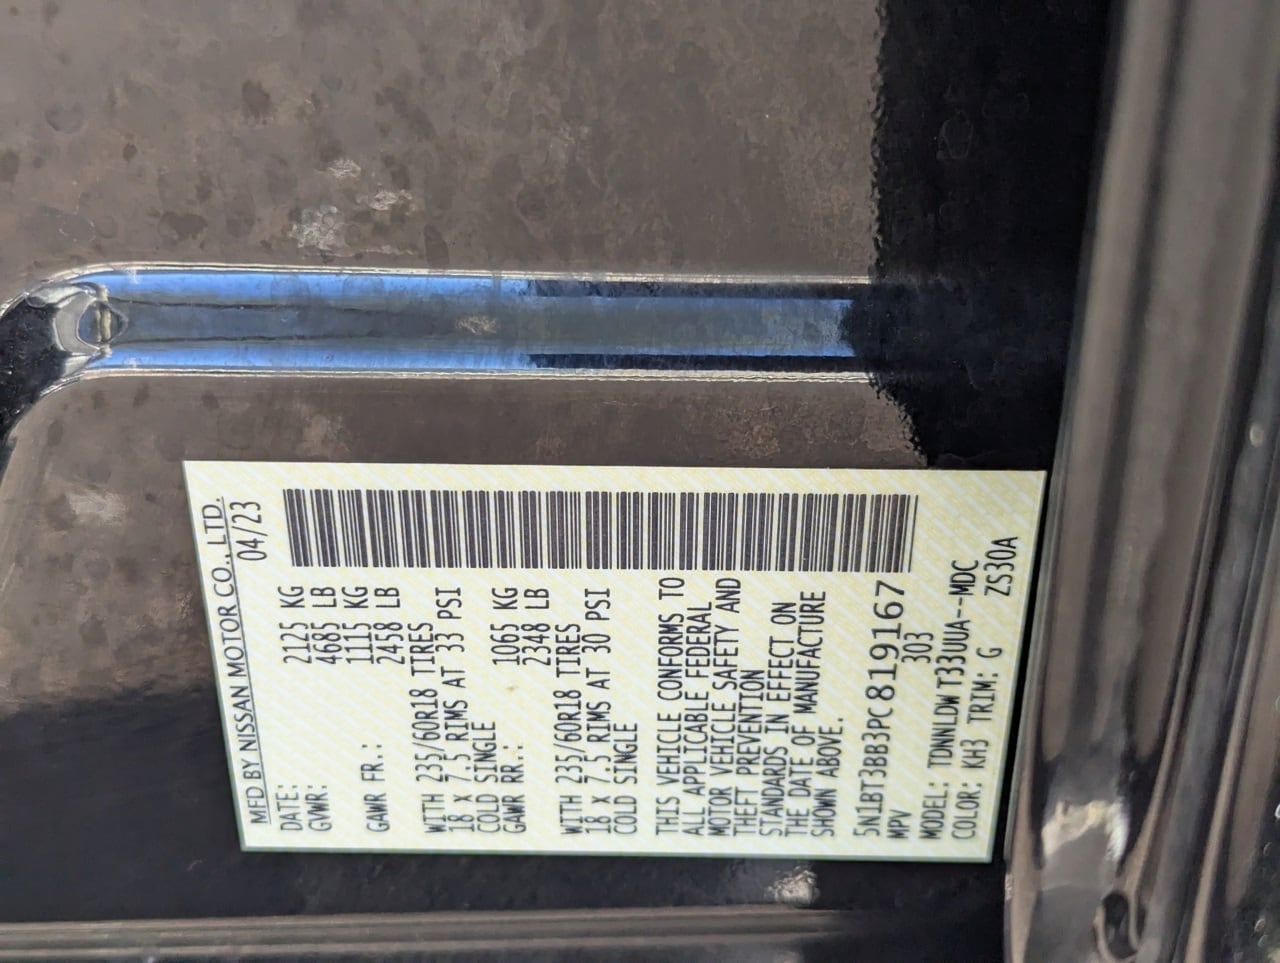 MFD BY NISSAN MOTOR CO., LTD.
DATE: 04/23
GVWR: 2125 KG
4685 LB
GAWR FR.: 1115 KG
2458 LB
WITH 235/60R18 TIRES
18 x 7.5 RIMS AT 33 PSI
COLD SINGLE
GAWR RR.: 1065 KG
2348 LB
WITH 235/60R18 TIRES
18 x 7.5 RIMS AT 30 PSI
COLD SINGLE
THIS VEHICLE CONFORMS TO
ALL APPLICABLE FEDERAL
MOTOR VEHICLE SAFETY AND
THEFT PREVENTION
STANDARDS IN EFFECT ON
THE DATE OF MANUFACTURE
SHOWN ABOVE.
5N1BT3BB3PC819167
MPV 303
MODEL: TDNNLDWT33UUA--MDC
COLOR: KH3 TRIM: G ZS30A